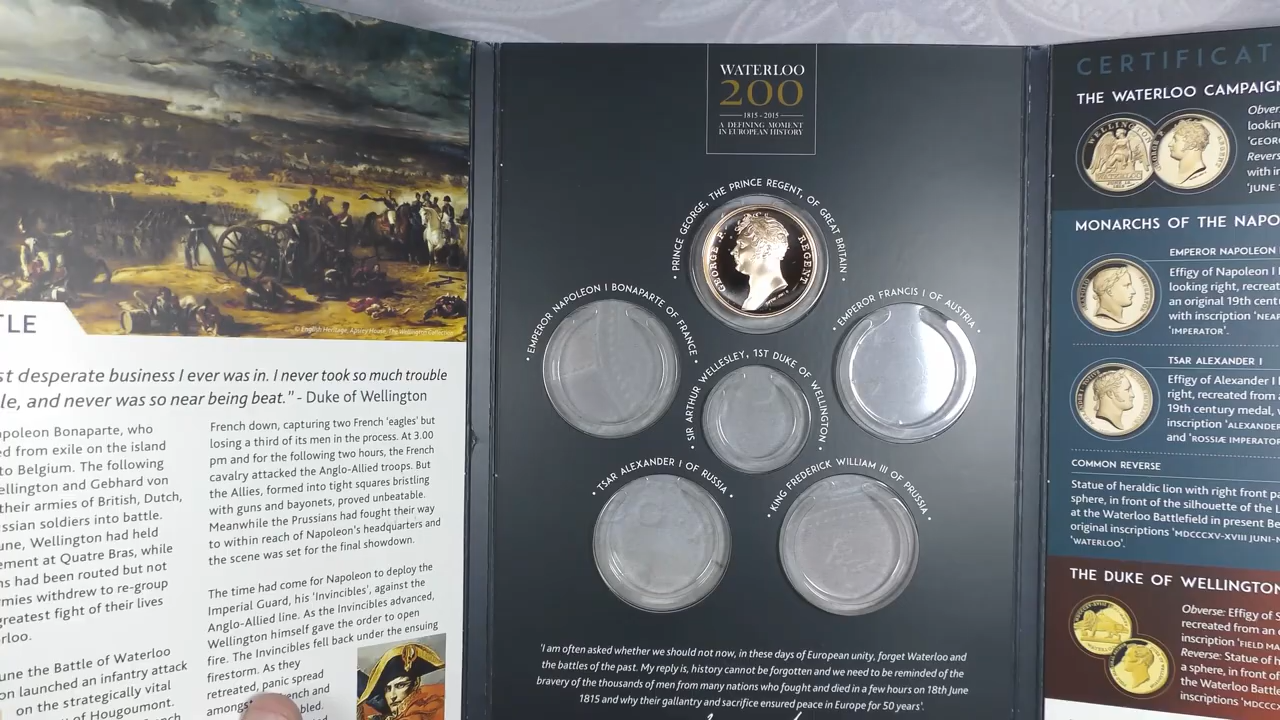 © English Heritage, Apsley House, The Wellington Collection
TLE
st desperate business I ever was in. I never took so much trouble
le, and never was so near being beat." - Duke of Wellington
apoleon Bonaparte, who
ed from exile on the island
to Belgium. The following
ellington and Gebhard von
their armies of British, Dutch,
ssian soldiers into battle.
une, Wellington had held
ement at Quatre Bras, while
ns had been routed but not
rmies withdrew to re-group
greatest fight of their lives
rloo.
une the Battle of Waterloo
on launched an infantry attack
on the strategically vital
of Hougoumont.
French down, capturing two French 'eagles' but
losing a third of its men in the process. At 3.00
pm and for the following two hours, the French
cavalry attacked the Anglo-Allied troops. But
the Allies, formed into tight squares bristling
with guns and bayonets, proved unbeatable.
Meanwhile the Prussians had fought their way
to within reach of Napoleon's headquarters and
the scene was set for the final showdown.
The time had come for Napoleon to deploy the
Imperial Guard, his 'Invincibles', against the
Anglo-Allied line. As the Invincibles advanced,
Wellington himself gave the order to open
fire. The Invincibles fell back under the ensuing
firestorm. As they
retreated, panic spread
amongst ench and
bled.
WATERLOO
200
1815 - 2015
A DEFINING MOMENT
IN EUROPEAN HISTORY
• PRINCE GEORGE, THE PRINCE REGENT, OF GREAT BRITAIN •
GEORGE P. REGENT
• EMPEROR NAPOLEON I BONAPARTE OF FRANCE •
• EMPEROR FRANCIS I OF AUSTRIA •
• SIR ARTHUR WELLESLEY, 1ST DUKE OF WELLINGTON •
• TSAR ALEXANDER I OF RUSSIA •
• KING FREDERICK WILLIAM III OF PRUSSIA •
'I am often asked whether we should not now, in these days of European unity, forget Waterloo and
the battles of the past. My reply is, history cannot be forgotten and we need to be reminded of the
bravery of the thousands of men from many nations who fought and died in a few hours on 18th June
1815 and why their gallantry and sacrifice ensured peace in Europe for 50 years'.
CERTIFICAT
THE WATERLOO CAMPAIGN
WELLINGTON
Obver
lookin
'GEOR
Revers
with in
'JUNE
MONARCHS OF THE NAPO
EMPEROR NAPOLEON I
Effigy of Napoleon I
looking right, recreat
an original 19th cent
with inscription 'NEAP
'IMPERATOR'.
TSAR ALEXANDER I
Effigy of Alexander I
right, recreated from a
19th century medal,
inscription 'ALEXANDER
and 'ROSSIÆ IMPERATO
COMMON REVERSE
Statue of heraldic lion with right front pa
sphere, in front of the silhouette of the L
at the Waterloo Battlefield in present Be
original inscriptions 'MDCCCXV-XVIII JUNI-M
'WATERLOO'.
THE DUKE OF WELLINGTON
Obverse: Effigy of S
recreated from an o
inscription 'FIELD MA
Reverse: Statue of h
a sphere, in front of
the Waterloo Battle
inscriptions 'MDCCC